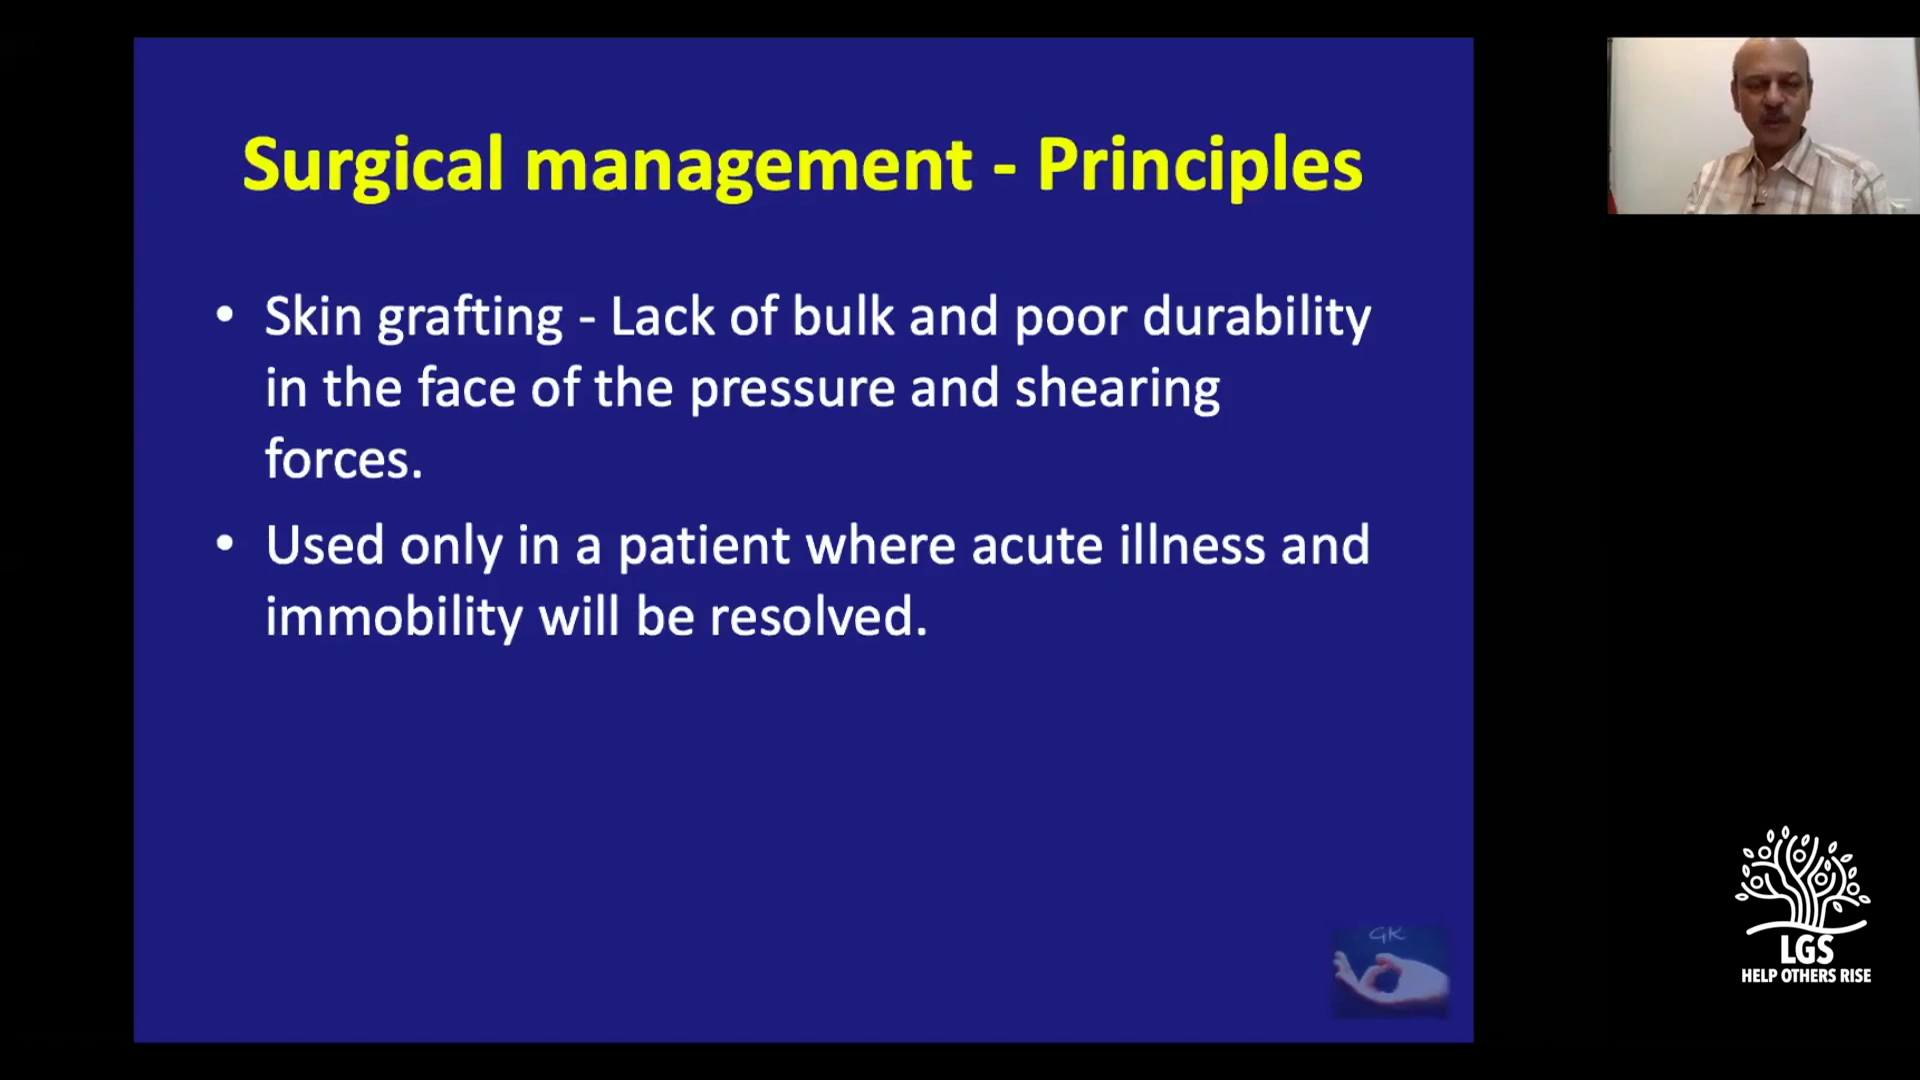 Surgical management - Principles
• Skin grafting - Lack of bulk and poor durability
in the face of the pressure and shearing
forces.
• Used only in a patient where acute illness and
immobility will be resolved.
GK
LGS
HELP OTHERS RISE